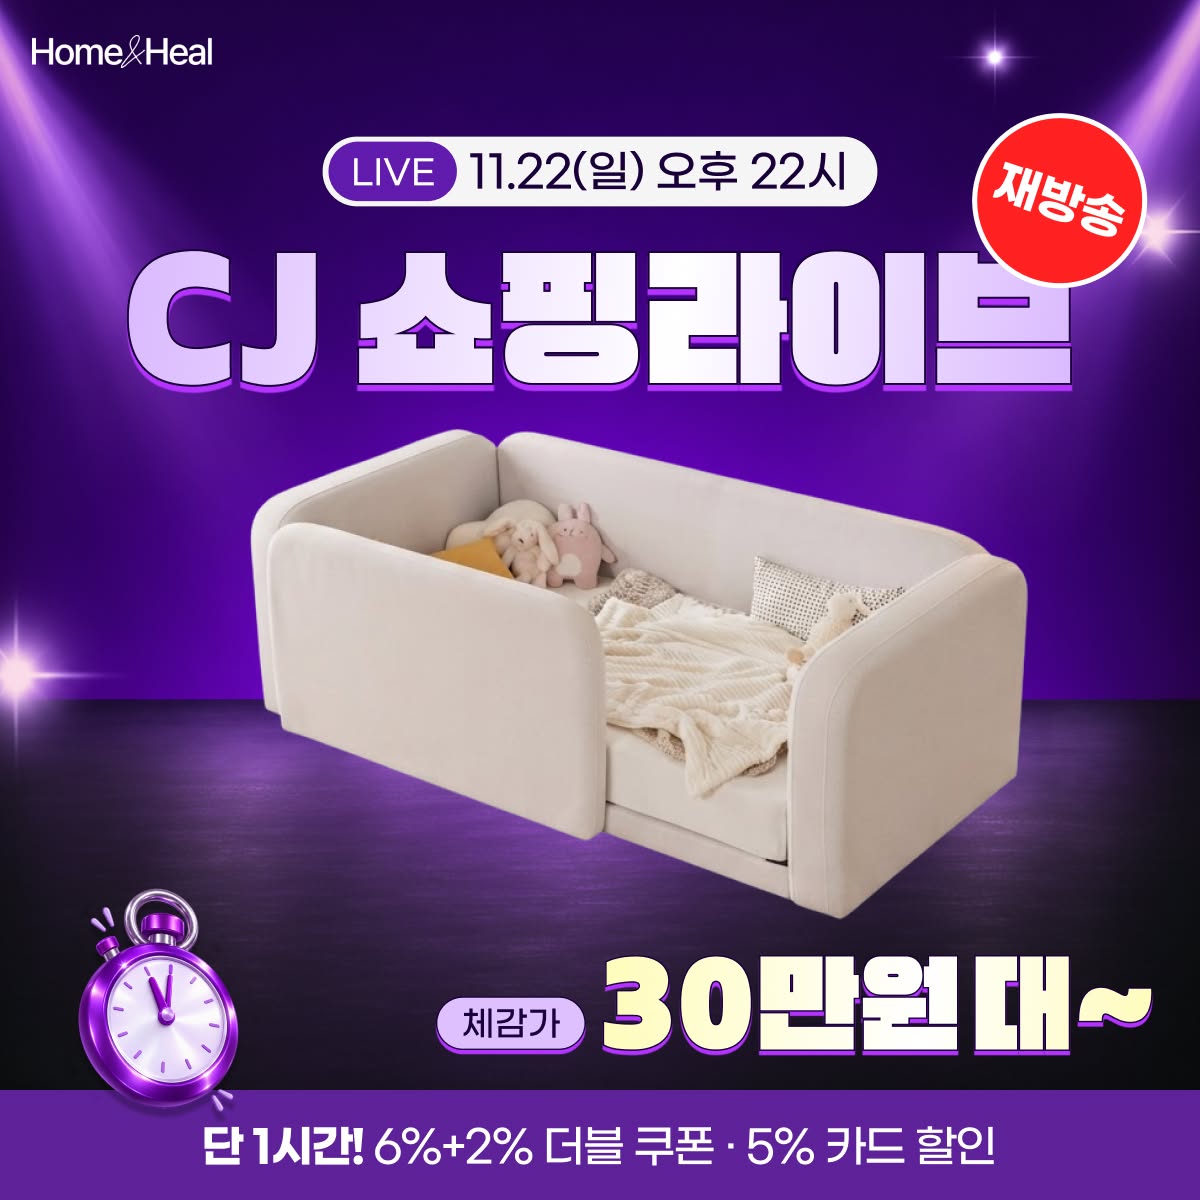 Home&Heal
LIVE 11.22(일) 오후 22시
재방송
CJ 쇼핑라이브
체감가 30만원대~
단 1시간! 6%+2% 더블 쿠폰 · 5% 카드 할인